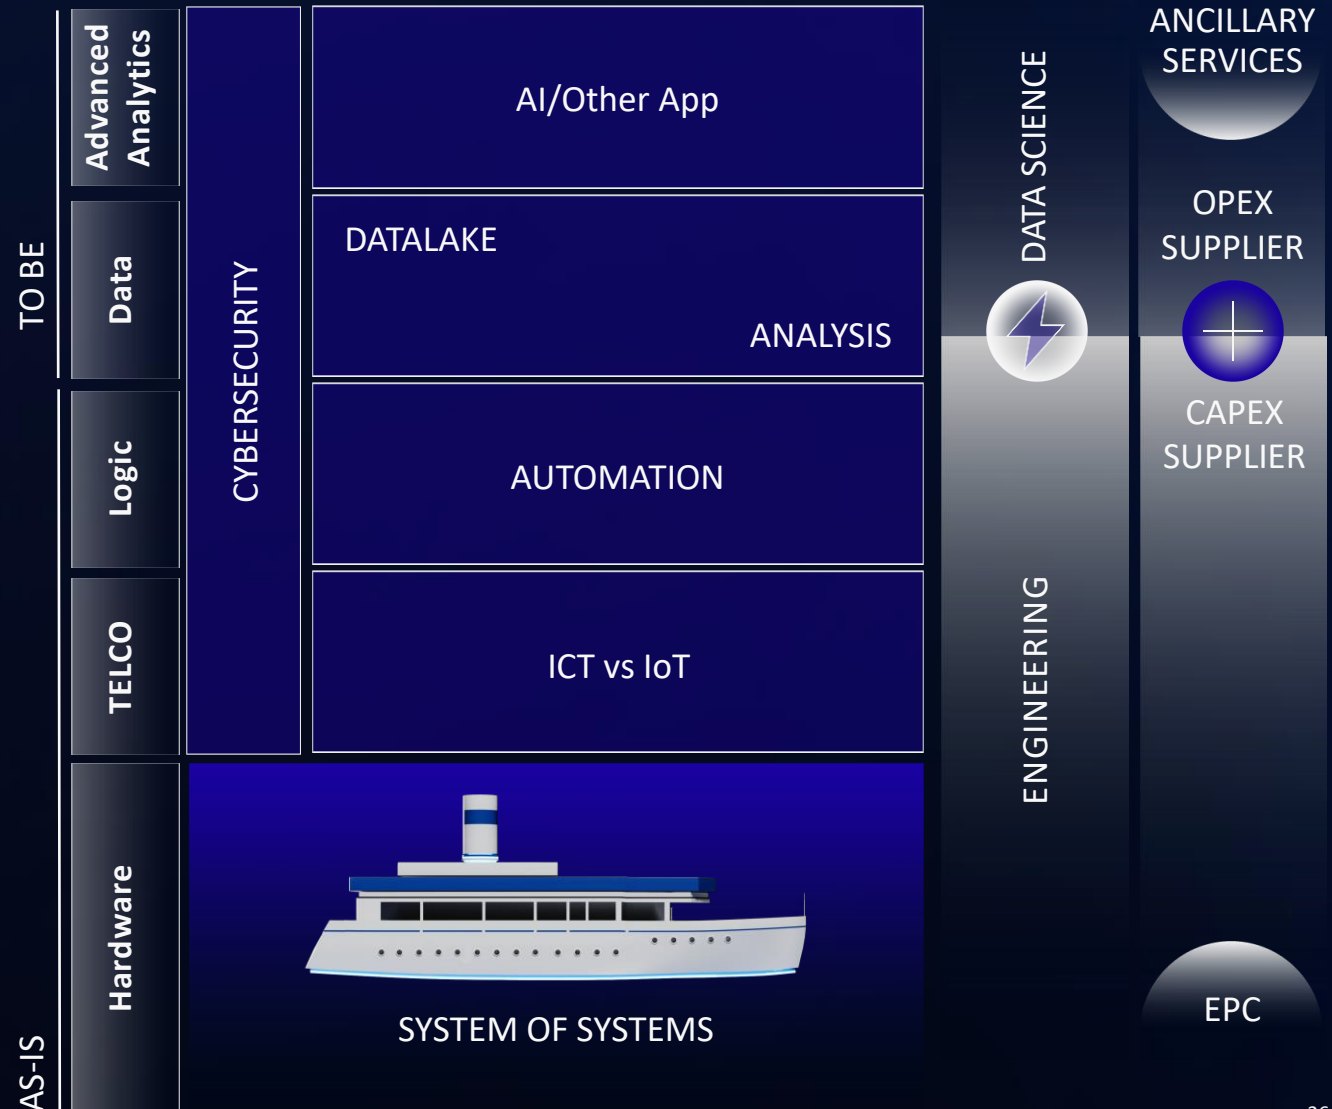 TO BE
AS-IS
Advanced
Analytics
Data
Logic
TELCO
Hardware
CYBERSECURITY
AI/Other App
DATALAKE
ANALYSIS
AUTOMATION
ICT vs IoT
SYSTEM OF SYSTEMS
DATA SCIENCE
ENGINEERING
ANCILLARY
SERVICES
OPEX
SUPPLIER
CAPEX
SUPPLIER
EPC